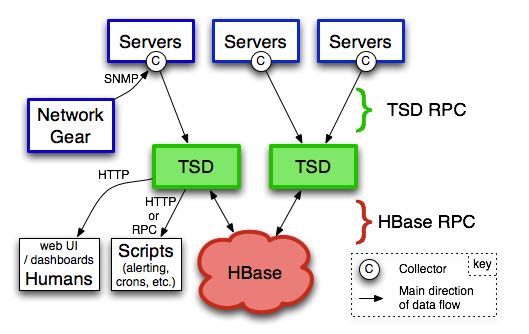 Servers
Servers
Servers
C
C
C
SNMP
Network
Gear
TSD RPC
TSD
TSD
HTTP
HTTP
or
RPC
HBase RPC
web UI
/ dashboards
Humans
Scripts
(alerting,
crons, etc.)
HBase
key
C
Collector
Main direction
of data flow